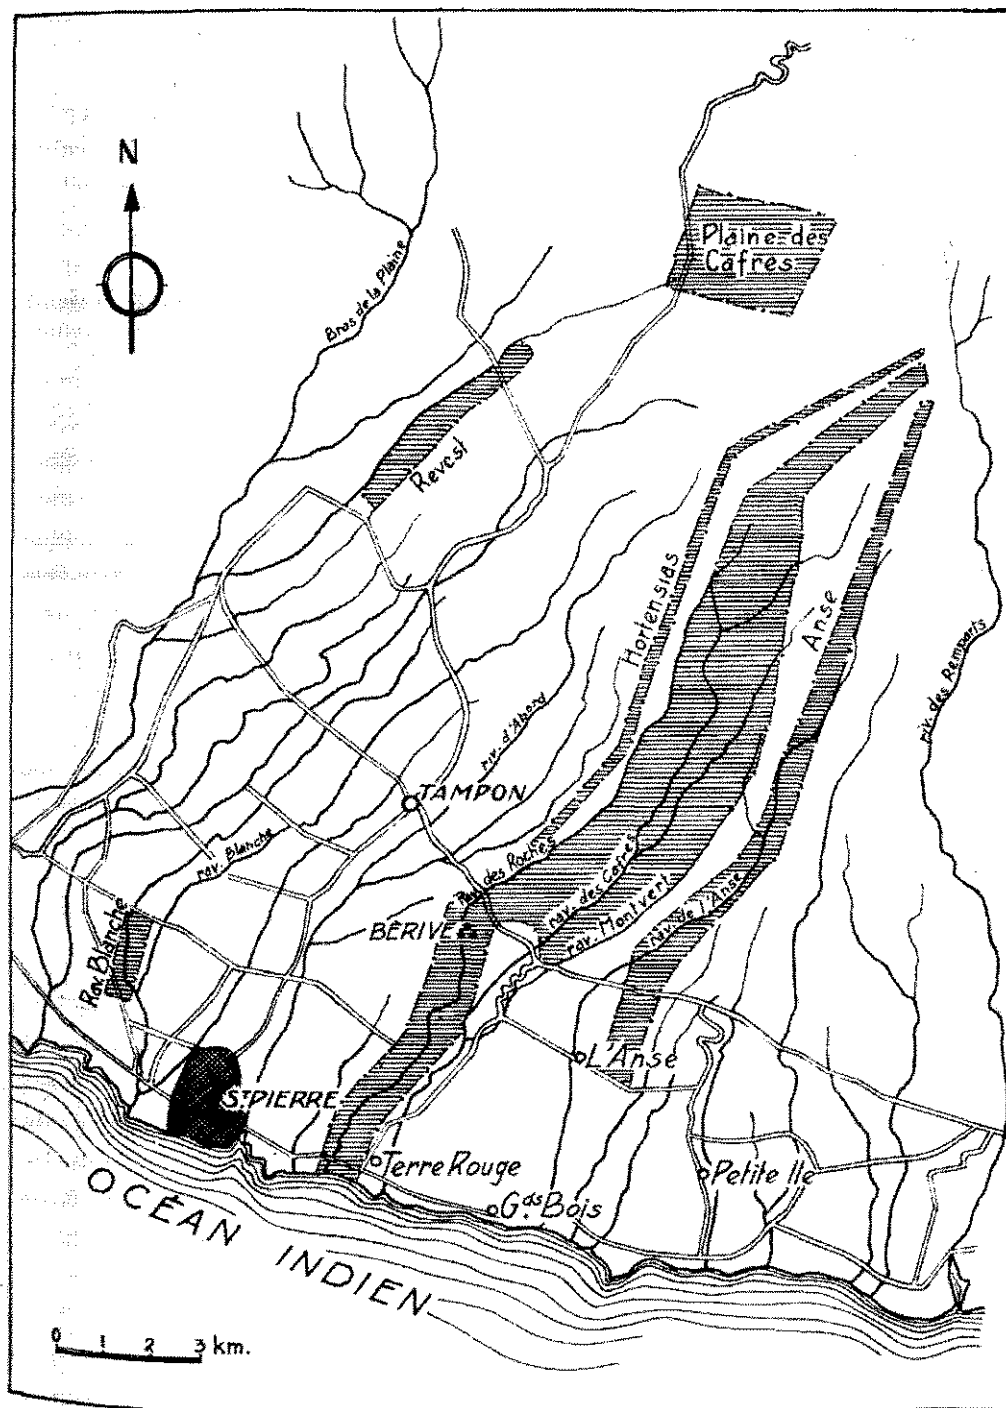 N
Plaine des
Cafres
Bras de la Plaine
Revest
Hortensias
Anse
riv. des Remparts
riv. d'Abord
TAMPON
rav. Blanche
Rav. des Roches
rav. des Cafres
rav. Montvert
rav. de l'Anse
BÉRIVE
Rav. Blanche
L'Anse
ST PIERRE
Terre Rouge
Petite Ile
Gds Bois
OCÉAN INDIEN
0 1 2 3 km.